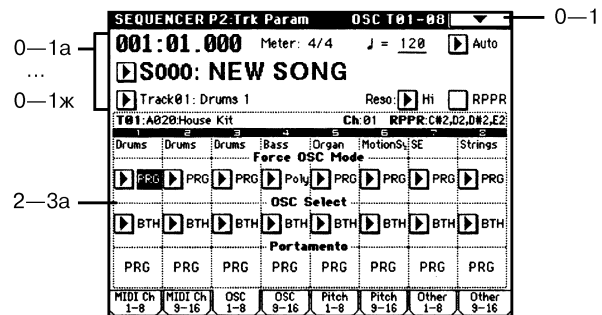 SEQUENCER P2:Trk Param OSC T01-08
0—1
0—1а
001:01.000 Meter: 4/4 ♩ = 120 Auto
...
S000: NEW SONG
0—1ж
Track01: Drums 1 Reso: Hi RPPR
T01:A020:House Kit Ch:01 RPPR:C#2,D2,D#2,E2
1 2 3 4 5 6 7 8
Drums Drums Drums Bass Organ MotionSy SE Strings
Force OSC Mode
PRG PRG PRG Poly PRG PRG PRG PRG
2—3а
OSC Select
BTH BTH BTH BTH BTH BTH BTH BTH
Portamento
PRG PRG PRG PRG PRG PRG PRG PRG
MIDI Ch 1-8 MIDI Ch 9-16 OSC 1-8 OSC 9-16 Pitch 1-8 Pitch 9-16 Other 1-8 Other 9-16